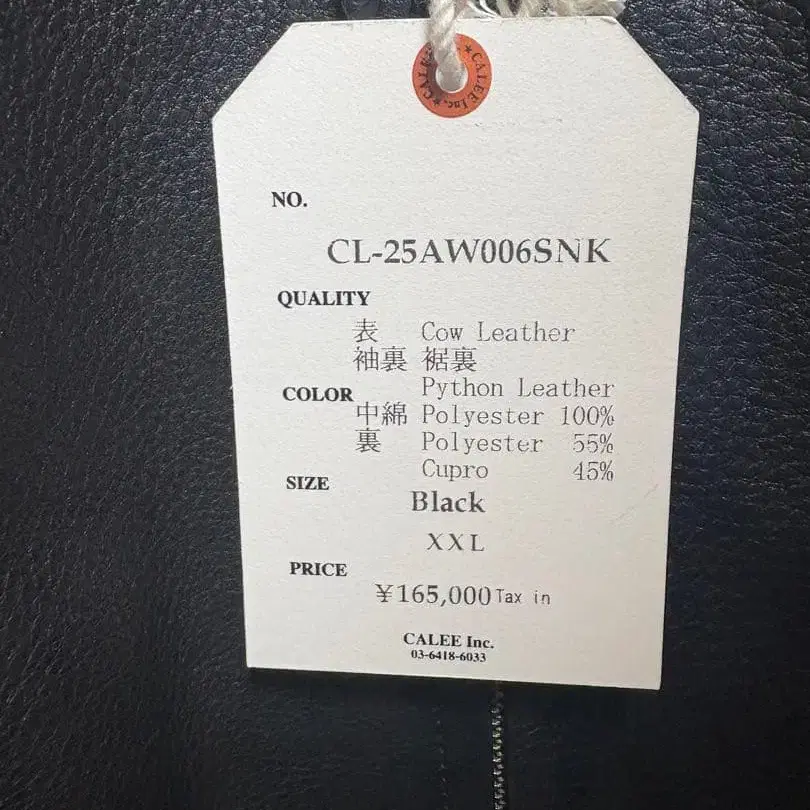 ★CALEE Inc.★CALEE
NO.
CL-25AW006SNK
QUALITY
表 Cow Leather
袖裏 裾裏
Python Leather
COLOR
中綿 Polyester 100%
裏 Polyester 55%
Cupro 45%
SIZE
Black
XXL
PRICE
¥165,000 Tax in
CALEE Inc.
03-6418-6033